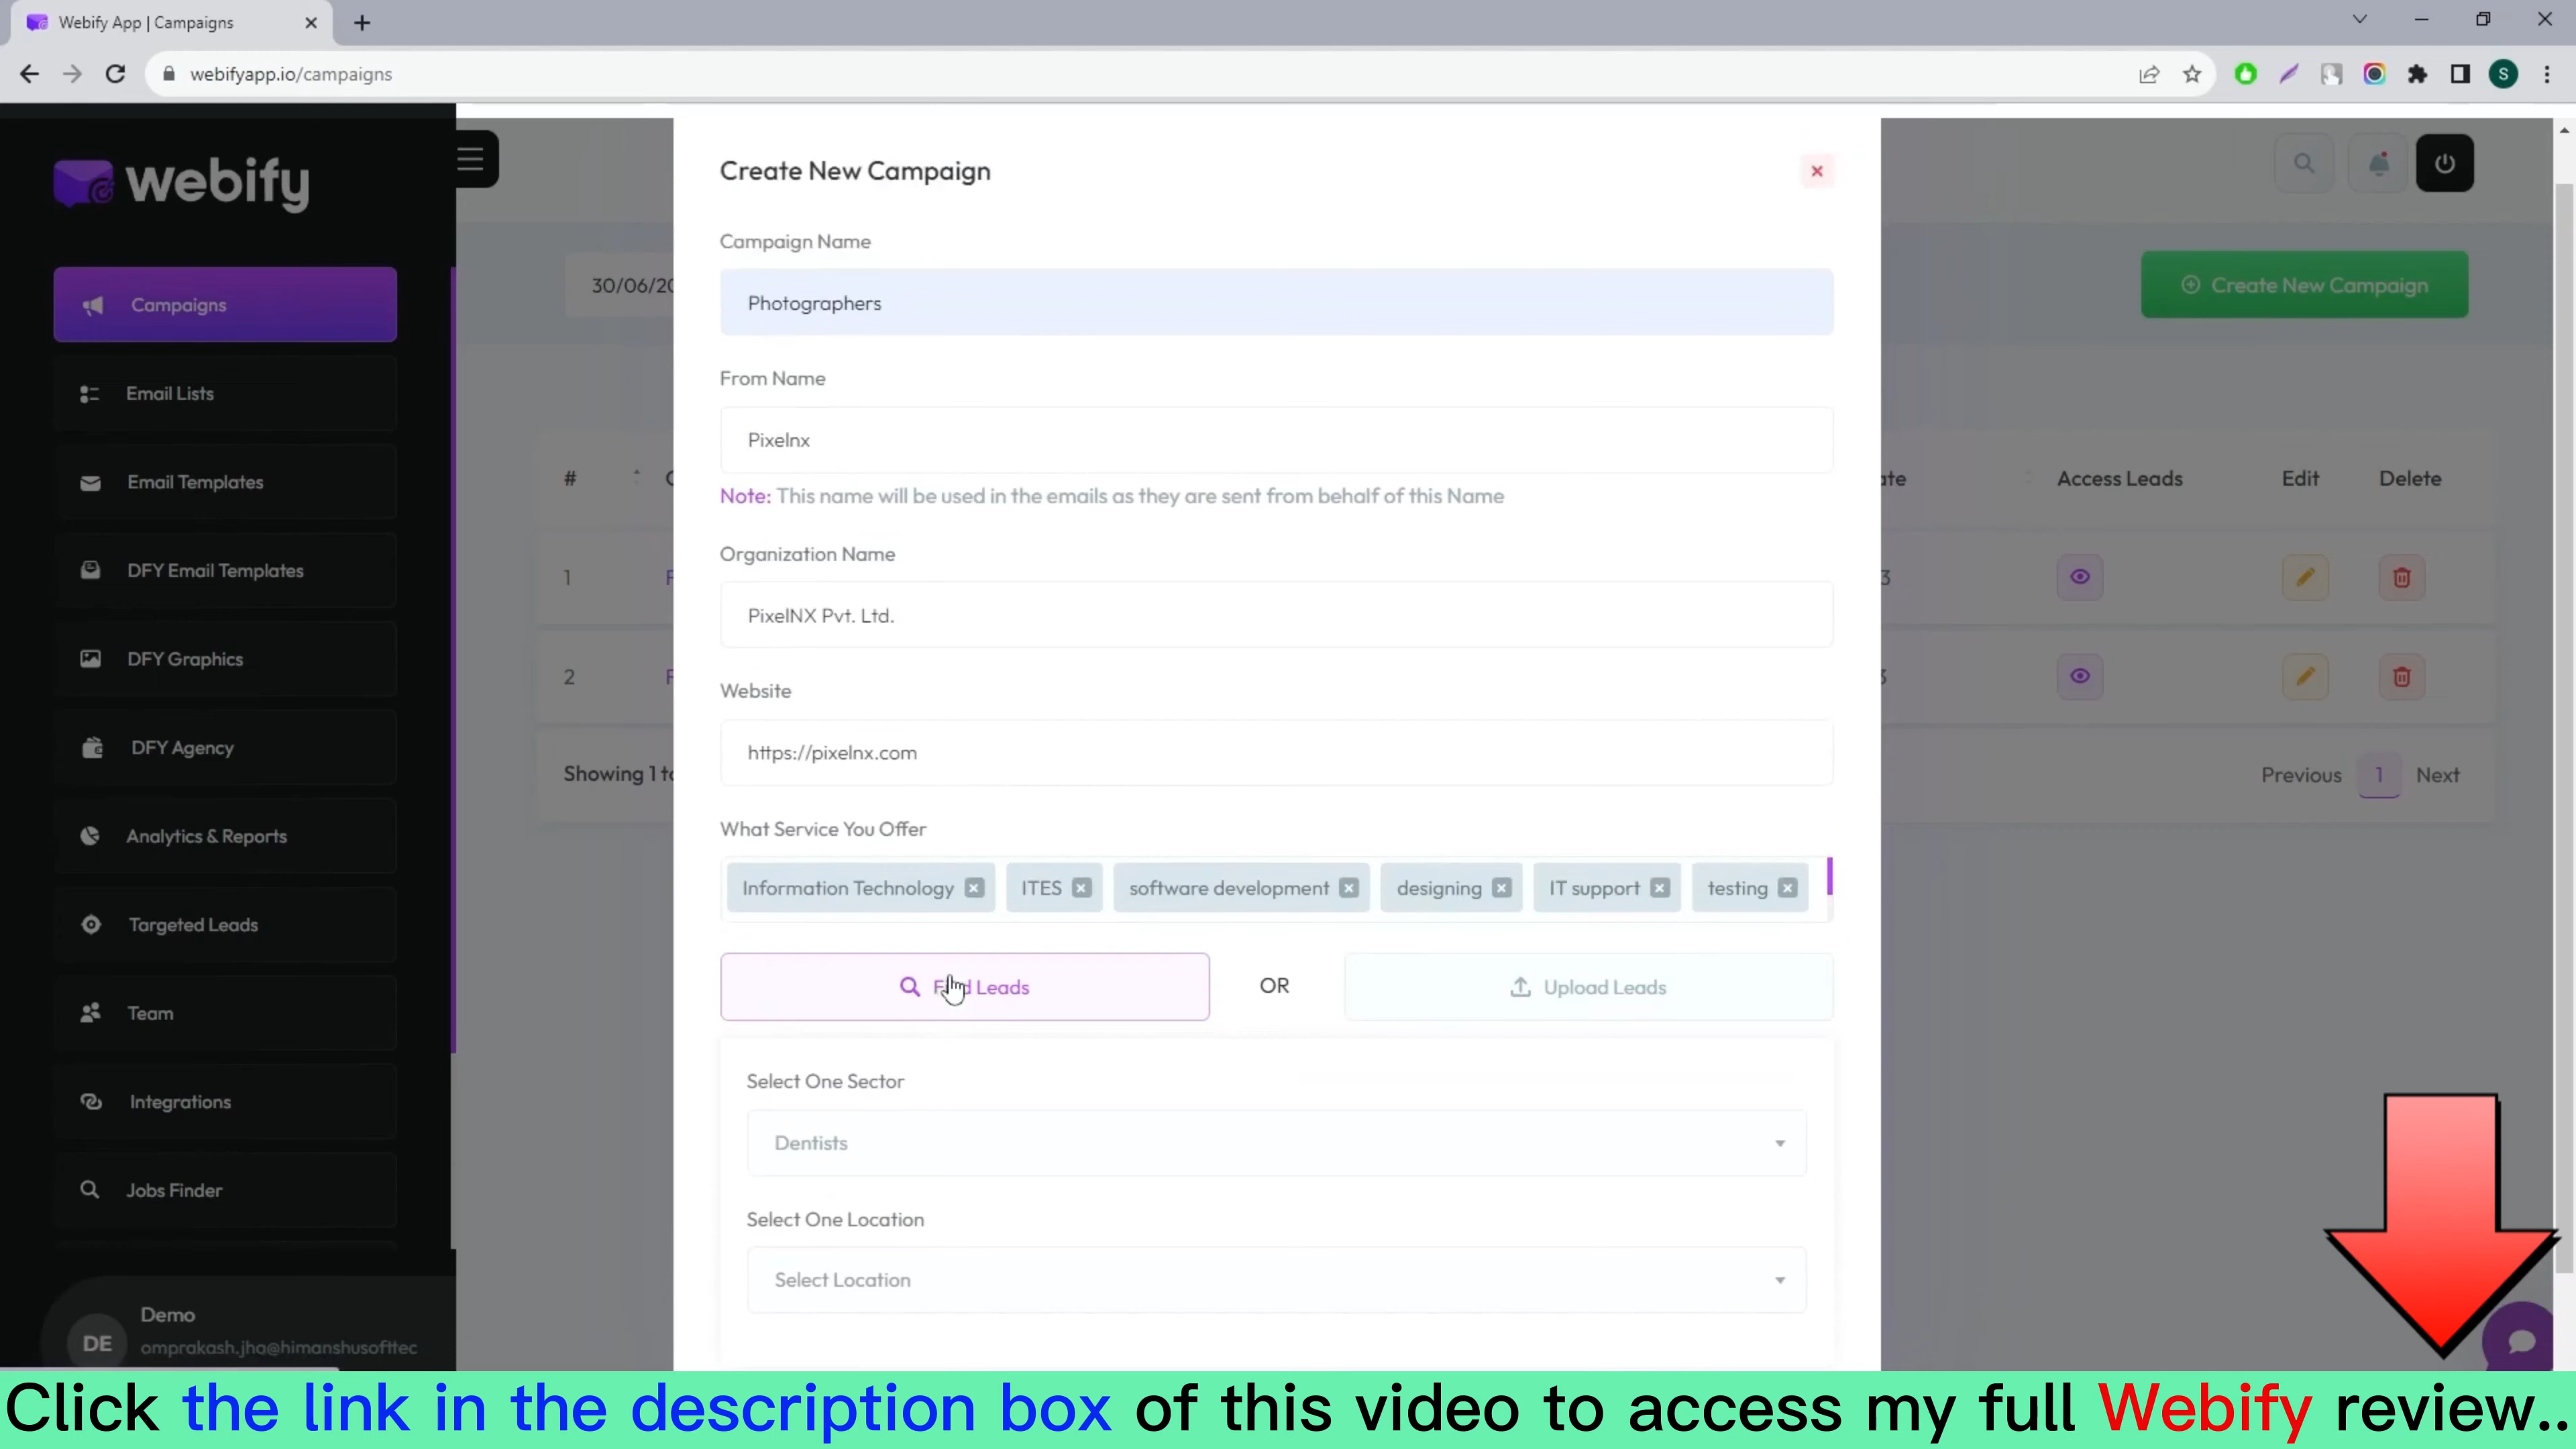 Webify App | Campaigns
webifyapp.io/campaigns
S
webify
Campaigns
Email Lists
Email Templates
DFY Email Templates
DFY Graphics
DFY Agency
Analytics & Reports
Targeted Leads
Team
Integrations
Jobs Finder
Demo
DE
omprakash.jha@himanshusofttec
30/06/20
Create New Campaign
#
Access Leads
Edit
Delete
1
2
Showing 1 to
Previous 1 Next
Create New Campaign
Campaign Name
Photographers
From Name
Pixelnx
Note: This name will be used in the emails as they are sent from behalf of this Name
Organization Name
PixelNX Pvt. Ltd.
Website
https://pixelnx.com
What Service You Offer
Information Technology ITES software development designing IT support testing
Find Leads OR Upload Leads
Select One Sector
Dentists
Select One Location
Select Location
Click the link in the description box of this video to access my full Webify review..